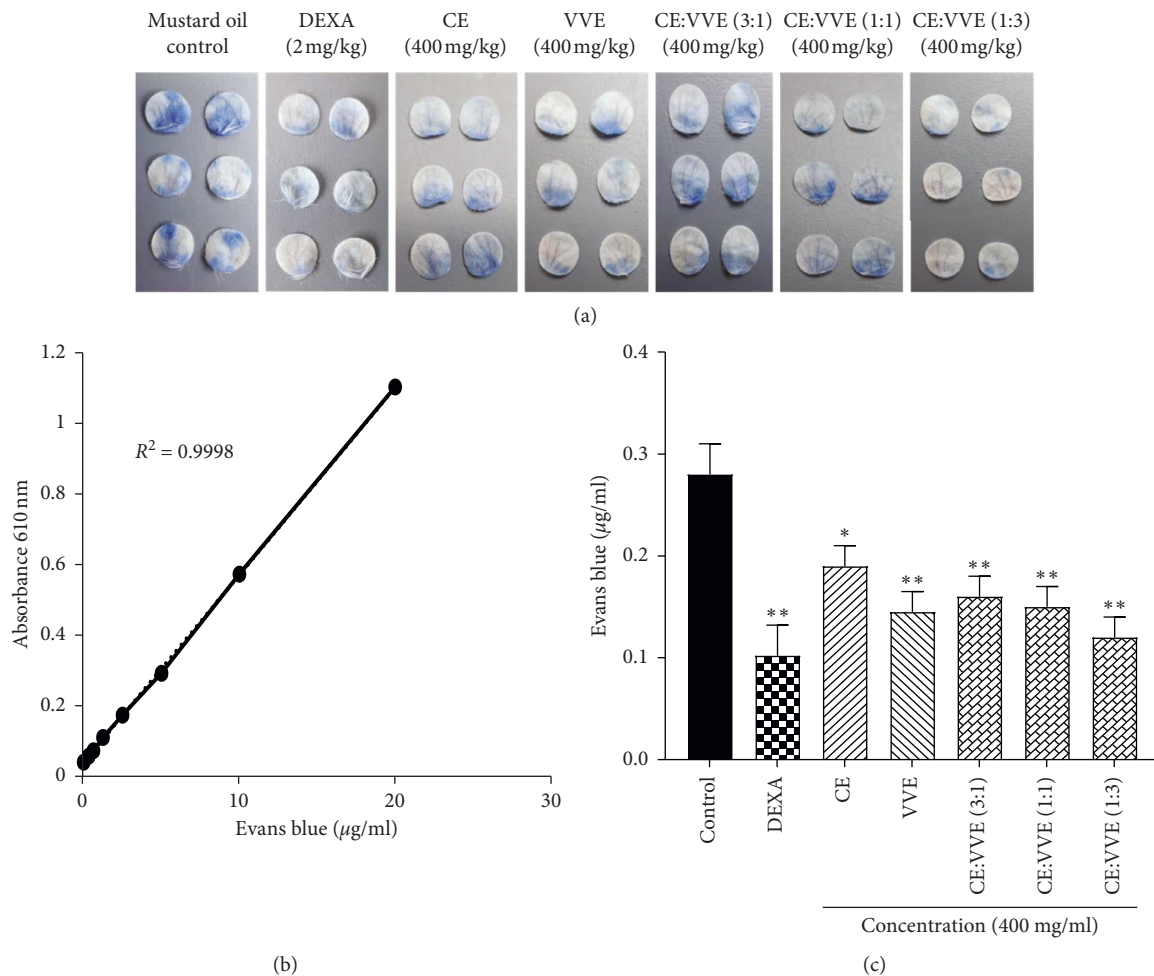 Mustard oil
control
DEXA
(2 mg/kg)
CE
(400 mg/kg)
VVE
(400 mg/kg)
CE:VVE (3:1)
(400 mg/kg)
CE:VVE (1:1)
(400 mg/kg)
CE:VVE (1:3)
(400 mg/kg)
(a)
1.2
1
0.8
0.6
0.4
0.2
0
R² = 0.9998
Absorbance 610 nm
0
10
20
30
Evans blue (μg/ml)
(b)
0.4
0.3
0.2
0.1
0.0
Evans blue (μg/ml)
**
*
**
**
**
**
Control
DEXA
CE
VVE
CE:VVE (3:1)
CE:VVE (1:1)
CE:VVE (1:3)
Concentration (400 mg/ml)
(c)